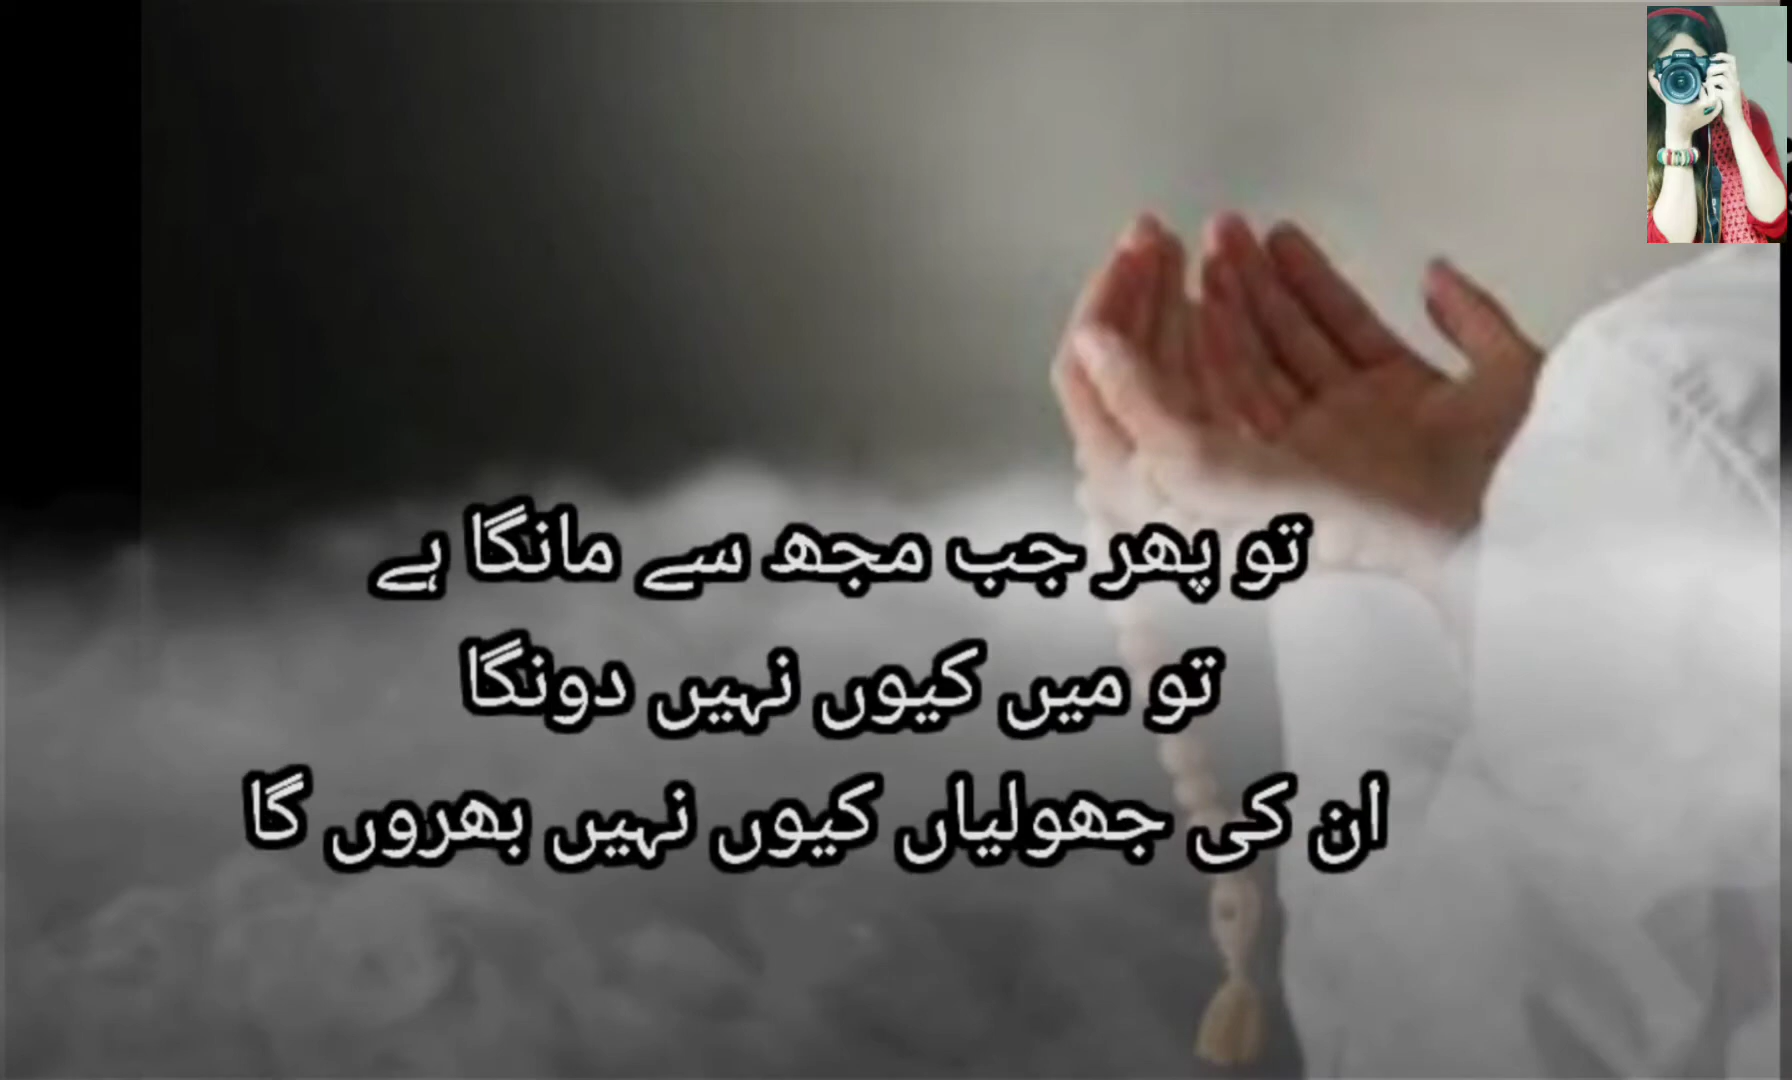 تو پھر جب مجھ سے مانگا ہے
تو میں کیوں نہیں دونگا
ان کی جھولیاں کیوں نہیں بھروں گا